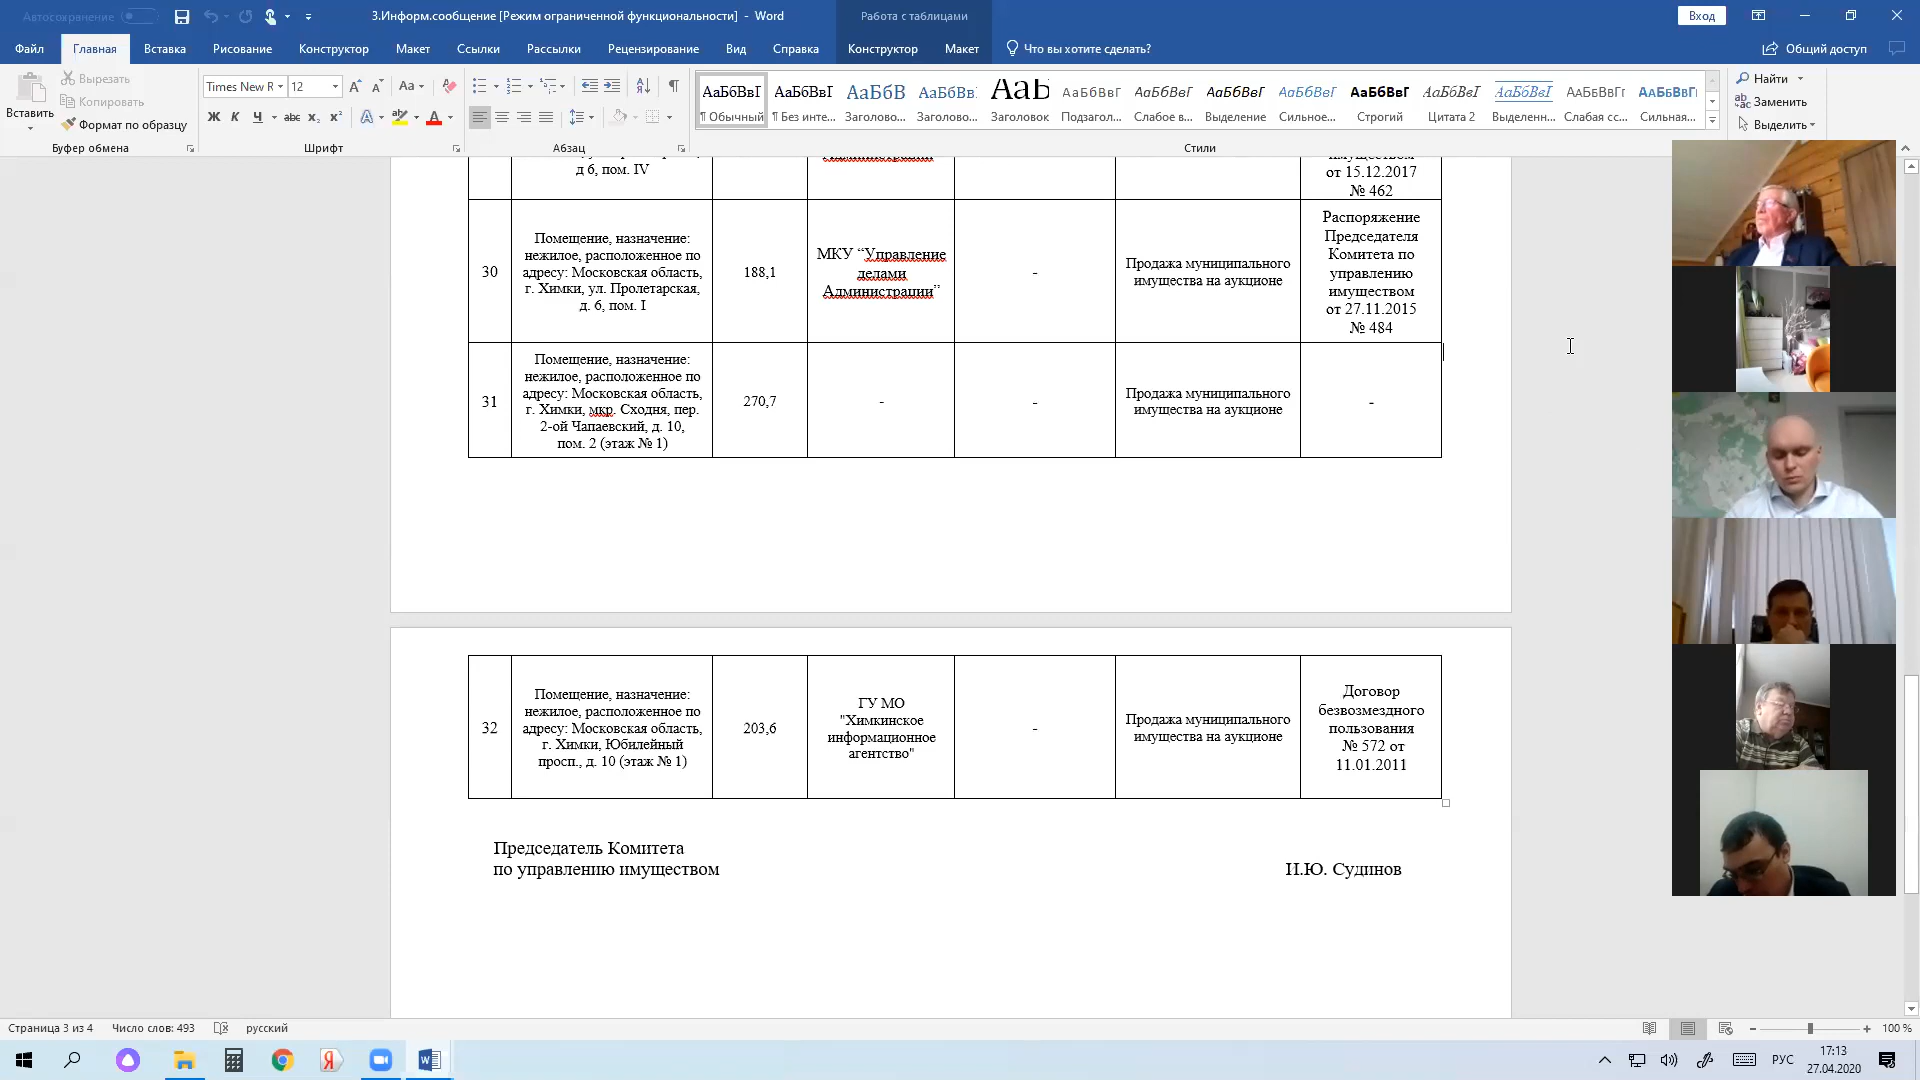 Автосохранение
3.Информ.сообщение [Режим ограниченной функциональности] - Word
Работа с таблицами
Вход
Файл
Главная
Вставка
Рисование
Конструктор
Макет
Ссылки
Рассылки
Рецензирование
Вид
Справка
Конструктор
Макет
Что вы хотите сделать?
Общий доступ
Вставить
Вырезать
Копировать
Формат по образцу
Буфер обмена
Times New R
12
Шрифт
Абзац
АаБбВвІ
¶ Обычный
АаБбВвІ
¶ Без инте...
АаБбВ
Заголово...
АаБбВв
Заголово...
АаБ
Заголовок
АаБбВвГ
Подзагол...
АаБбВвГг
Слабое в...
АаБбВвГг
Выделение
АаБбВвГг
Сильное...
АаБбВвГ
Строгий
АаБбВвГг
Цитата 2
АаБбВвІ
Выделенн...
АаБбВвГг
Слабая сс...
АаБбВвГг
Сильная...
Стили
Найти
Заменить
Выделить
д 6, пом. IV
Администрации
имуществом
от 15.12.2017
№ 462
30
Помещение, назначение:
нежилое, расположенное по
адресу: Московская область,
г. Химки, ул. Пролетарская,
д. 6, пом. I
188,1
МКУ “Управление
делами
Администрации”
-
Продажа муниципального
имущества на аукционе
Распоряжение
Председателя
Комитета по
управлению
имуществом
от 27.11.2015
№ 484
31
Помещение, назначение:
нежилое, расположенное по
адресу: Московская область,
г. Химки, мкр. Сходня, пер.
2-ой Чапаевский, д. 10,
пом. 2 (этаж № 1)
270,7
-
-
Продажа муниципального
имущества на аукционе
-
32
Помещение, назначение:
нежилое, расположенное по
адресу: Московская область,
г. Химки, Юбилейный
просп., д. 10 (этаж № 1)
203,6
ГУ МО
"Химкинское
информационное
агентство"
-
Продажа муниципального
имущества на аукционе
Договор
безвозмездного
пользования
№ 572 от
11.01.2011
Председатель Комитета
по управлению имуществом
И.Ю. Судинов
Страница 3 из 4
Число слов: 493
русский
100 %
РУС
17:13
27.04.2020